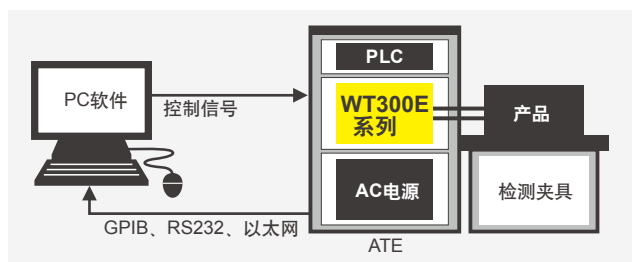 PC软件
控制信号
PLC
WT300E
系列
产品
AC电源
检测夹具
GPIB、RS232、以太网
ATE